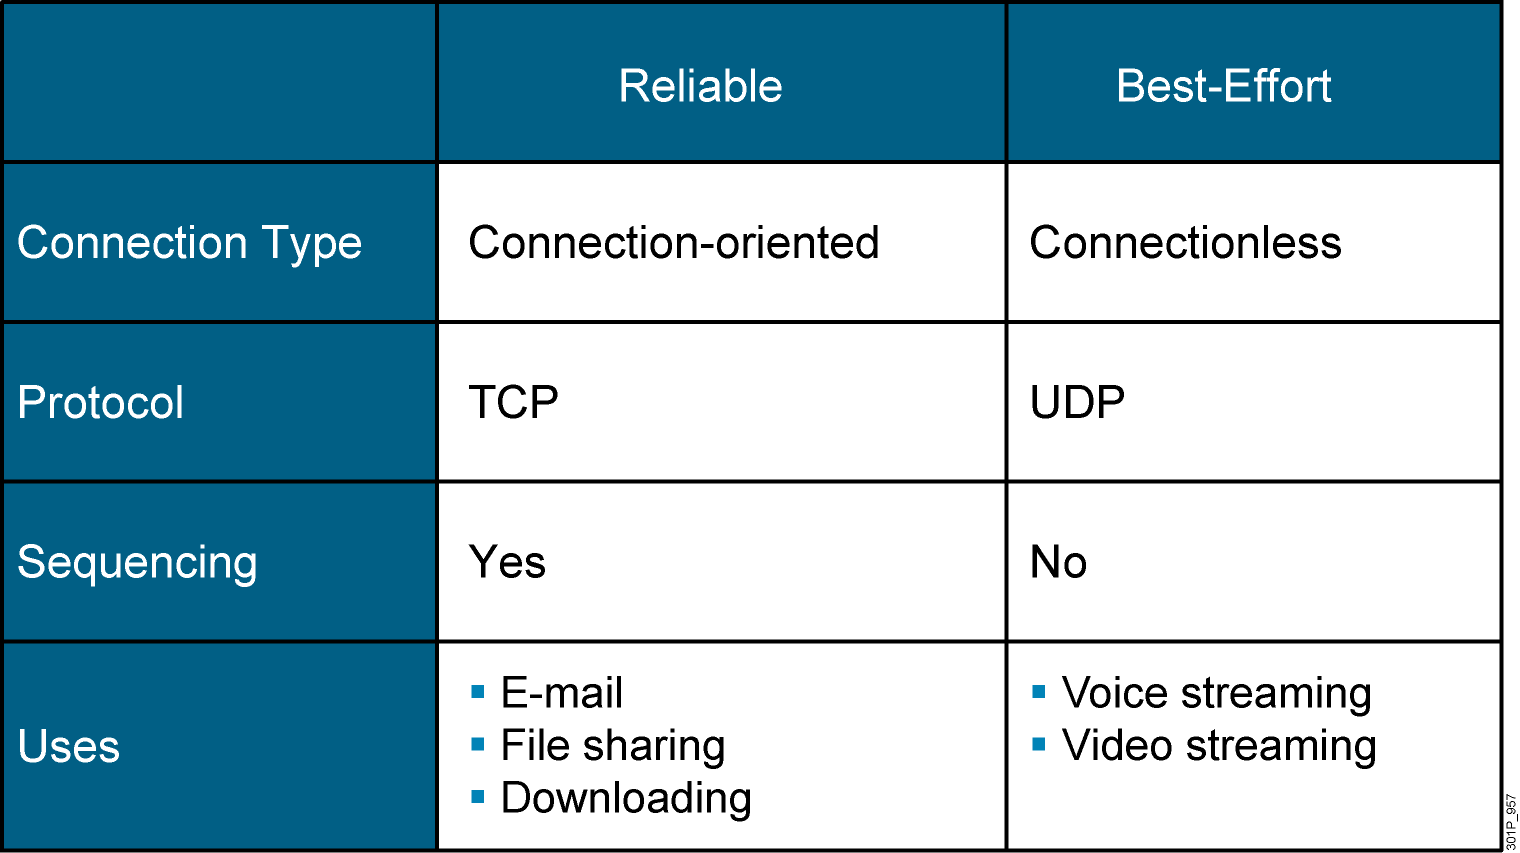 Reliable
Best-Effort
Connection Type
Connection-oriented
Connectionless
Protocol
TCP
UDP
Sequencing
Yes
No
Uses
E-mail
File sharing
Downloading
Voice streaming
Video streaming
301P_957